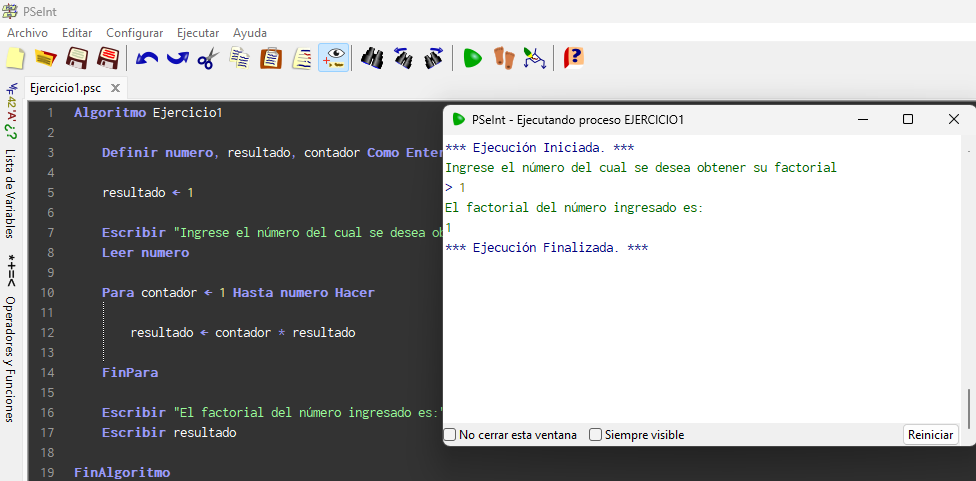 PSeInt
Archivo Editar Configurar Ejecutar Ayuda
Ejercicio1.psc
Lista de Variables
Operadores y Funciones
1 Algoritmo Ejercicio1
2
3 Definir numero, resultado, contador Como Enter
4
5 resultado ← 1
6
7 Escribir "Ingrese el número del cual se desea ob
8 Leer numero
9
10 Para contador ← 1 Hasta numero Hacer
11
12 resultado ← contador * resultado
13
14 FinPara
15
16 Escribir "El factorial del número ingresado es:"
17 Escribir resultado
18
19 FinAlgoritmo
PSeInt - Ejecutando proceso EJERCICIO1
*** Ejecución Iniciada. ***
Ingrese el número del cual se desea obtener su factorial
> 1
El factorial del número ingresado es:
1
*** Ejecución Finalizada. ***
No cerrar esta ventana
Siempre visible
Reiniciar